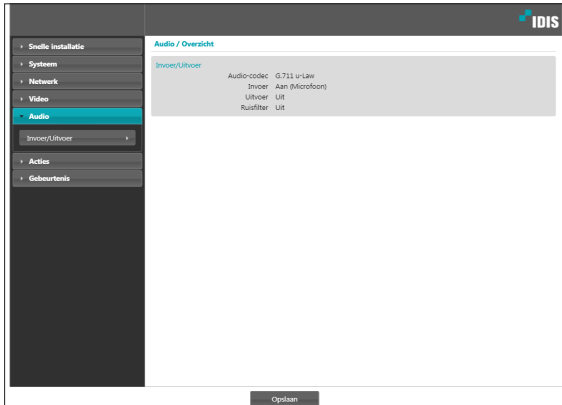 IDIS
Snelle installatie
Systeem
Netwerk
Video
Audio
Invoer/Uitvoer
Acties
Gebeurtenis
Audio / Overzicht
Invoer/Uitvoer
Audio-codec G.711 u-Law
Invoer Aan (Microfoon)
Uitvoer Uit
Ruisfilter Uit
Opslaan